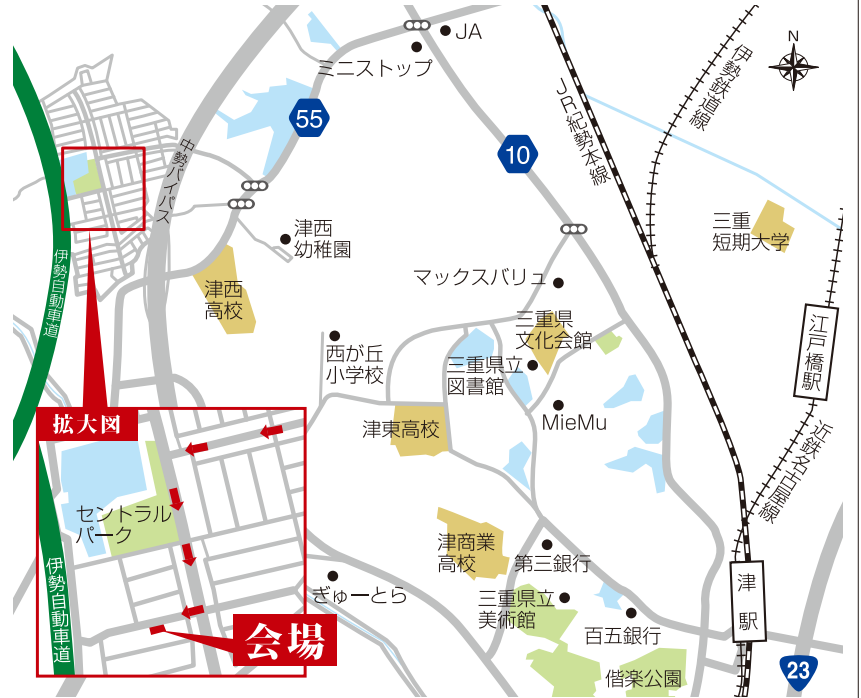 JA
ミニストップ
N
伊勢鉄道線
55
JR紀勢本線
10
中勢バイパス
三重
短期大学
津西
幼稚園
伊勢自動車道
津西
高校
マックスバリュ
三重県
文化会館
江戸橋駅
西が丘
小学校
三重県立
図書館
MieMu
拡大図
津東高校
近鉄名古屋線
セントラル
パーク
津商業
高校
第三銀行
伊勢自動車道
ぎゅーとら
三重県立
美術館
津駅
百五銀行
会場
偕楽公園
23